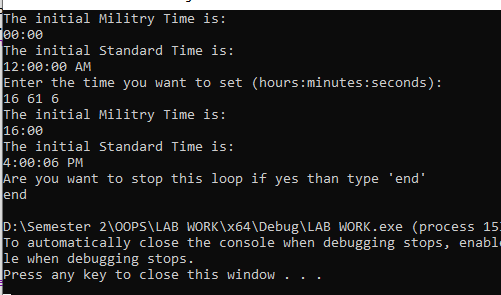 The initial Militry Time is:
00:00
The initial Standard Time is:
12:00:00 AM
Enter the time you want to set (hours:minutes:seconds):
16 61 6
The initial Militry Time is:
16:00
The initial Standard Time is:
4:00:06 PM
Are you want to stop this loop if yes than type 'end'
end
D:\Semester 2\OOPS\LAB WORK\x64\Debug\LAB WORK.exe (process 15
To automatically close the console when debugging stops, enabl
le when debugging stops.
Press any key to close this window . . .